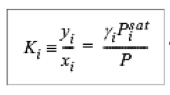 K_i ≡ y_i / x_i = γ_i P_i^{sat} / P